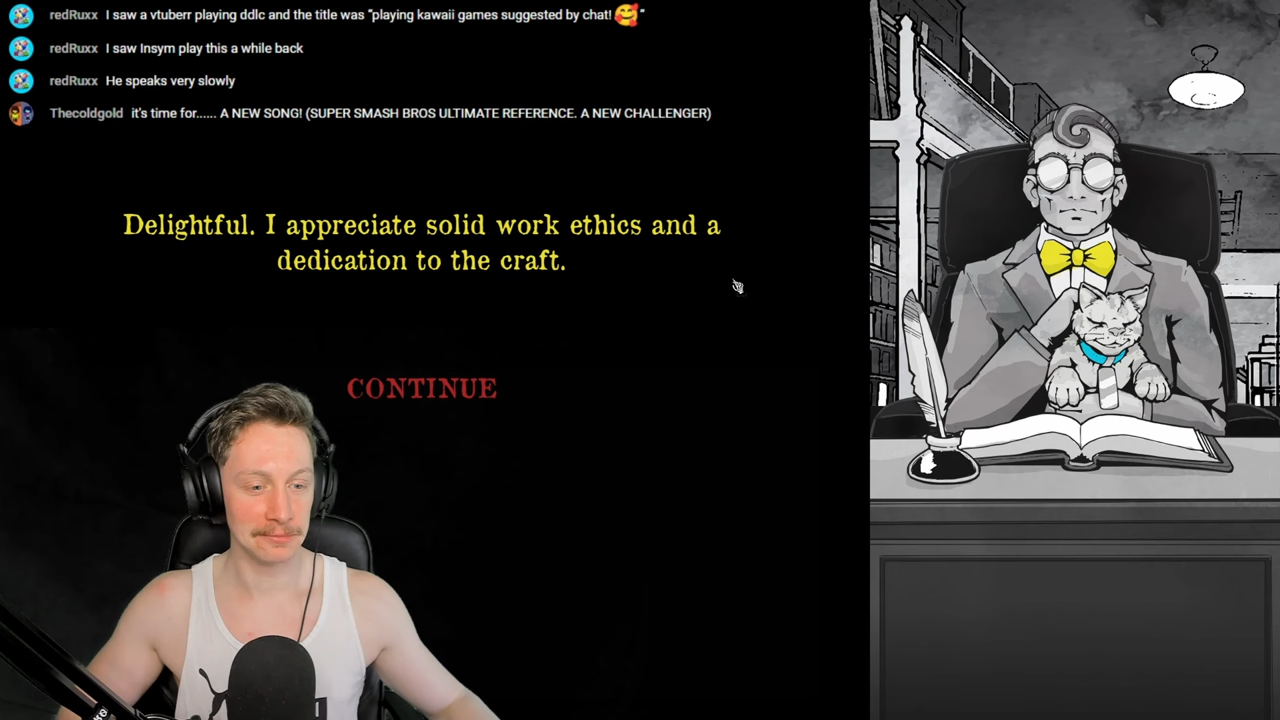 redRuxx I saw a vtuberr playing ddlc and the title was “playing kawaii games suggested by chat! 🥰 ”
redRuxx I saw Insym play this a while back
redRuxx He speaks very slowly
Thecoldgold it's time for...... A NEW SONG! (SUPER SMASH BROS ULTIMATE REFERENCE. A NEW CHALLENGER)
Delightful. I appreciate solid work ethics and a
dedication to the craft.
CONTINUE